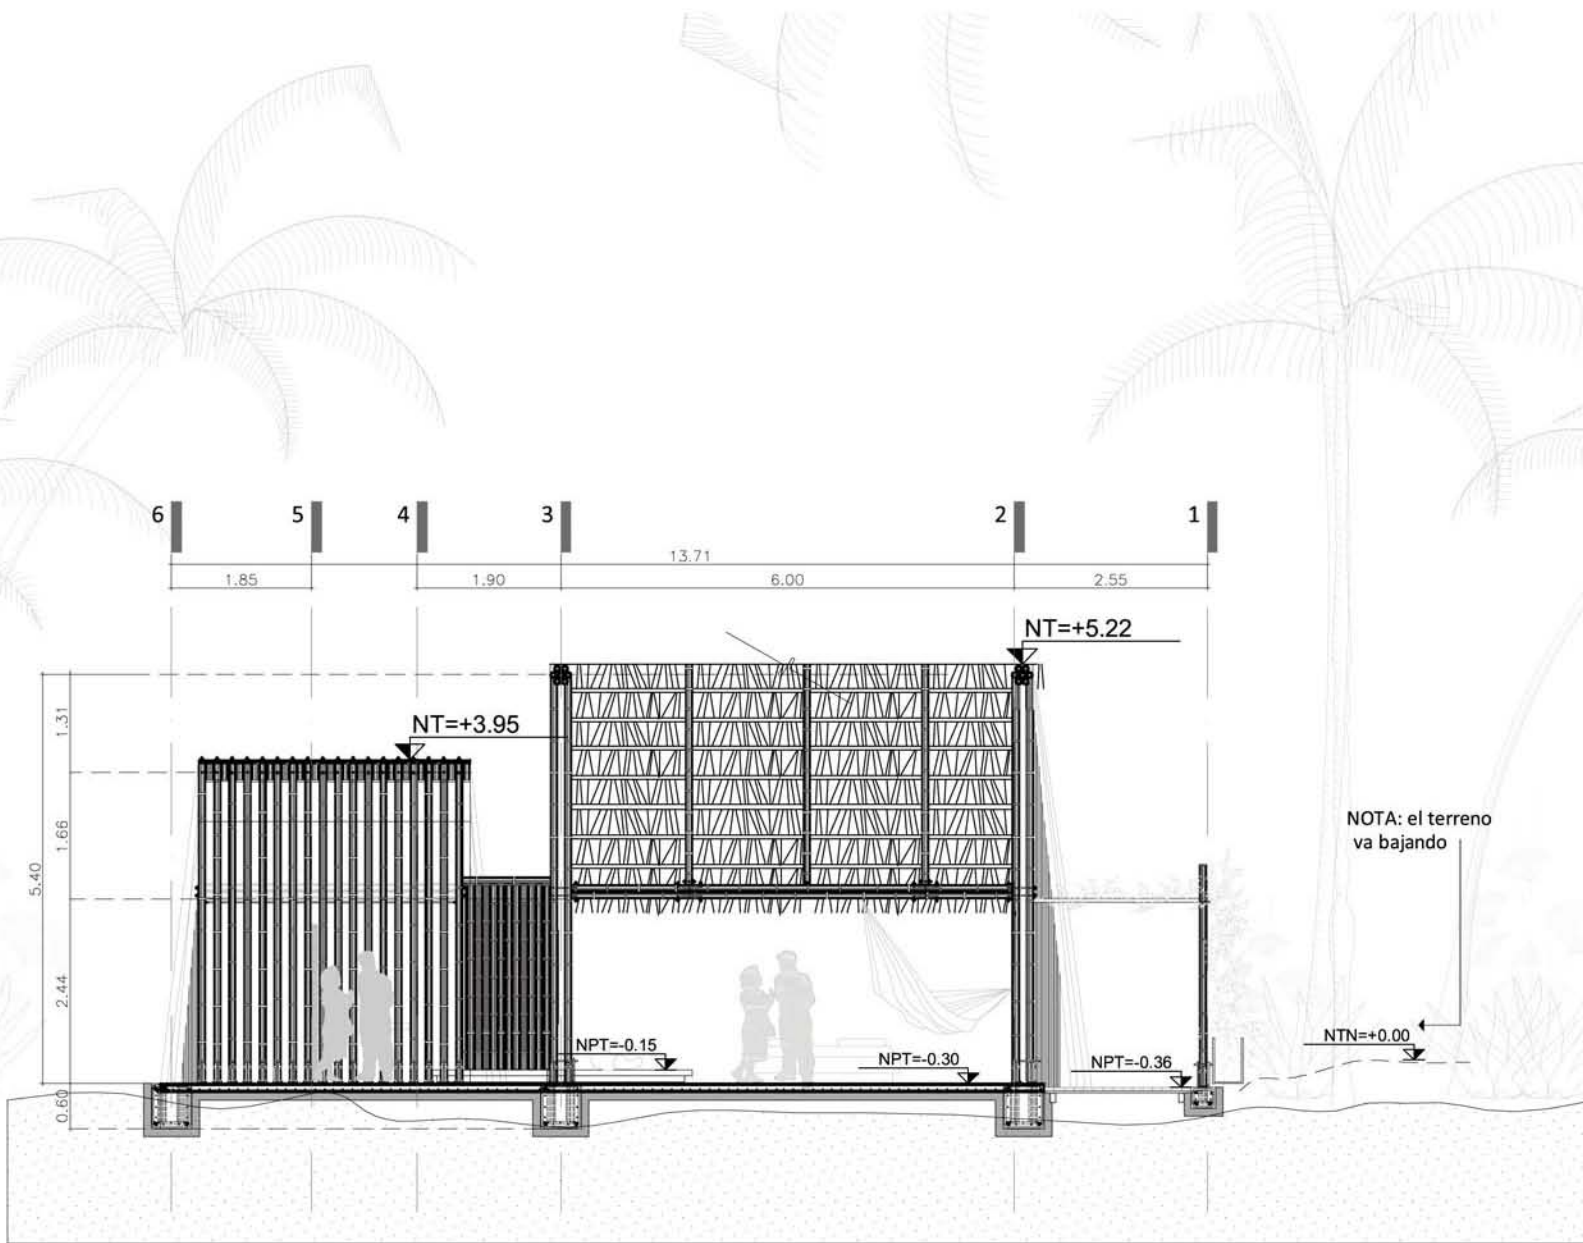 6 5 4 3 2 1
13.71
1.85 1.90 6.00 2.55
NT=+5.22
NT=+3.95
1.31
1.66
5.40
2.44
0.60
NOTA: el terreno
va bajando
NTN=+0.00
NPT=-0.15
NPT=-0.30
NPT=-0.36